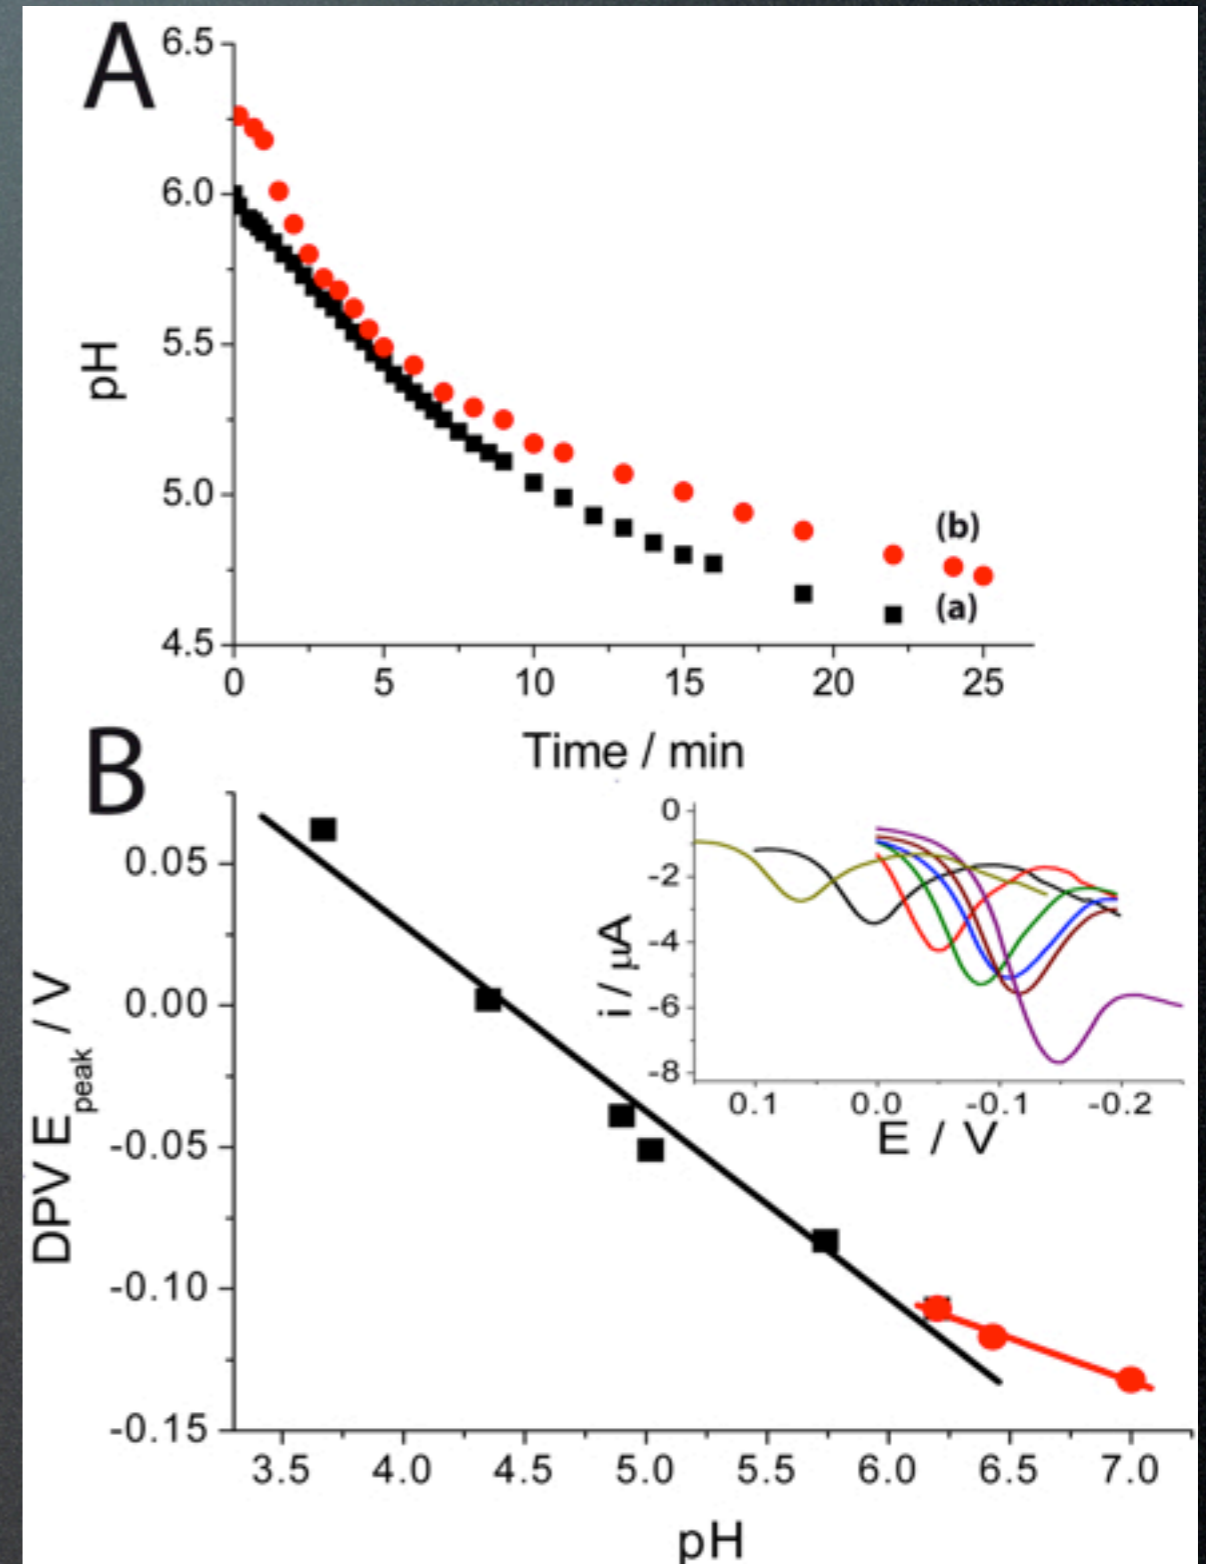 A
6.5
6.0
5.5
5.0
4.5
pH
(b)
(a)
0 5 10 15 20 25
Time / min
B
0.05
0.00
-0.05
-0.10
-0.15
DPV E peak / V
0
-2
-4
-6
-8
i / μA
0.1 0.0 -0.1 -0.2
E / V
3.5 4.0 4.5 5.0 5.5 6.0 6.5 7.0
pH